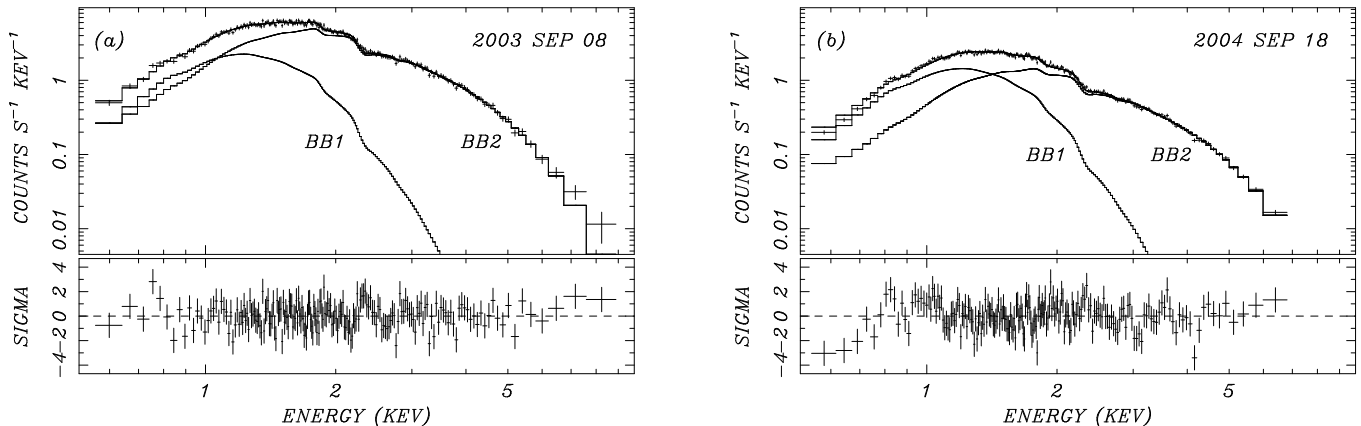 (a)
2003 SEP 08
COUNTS S⁻¹ KEV⁻¹
1
0.1
0.01
BB1
BB2
SIGMA
4
2
0
−2
−4
1
2
5
ENERGY (KEV)
(b)
2004 SEP 18
COUNTS S⁻¹ KEV⁻¹
1
0.1
0.01
BB1
BB2
SIGMA
4
2
0
−2
−4
1
2
5
ENERGY (KEV)